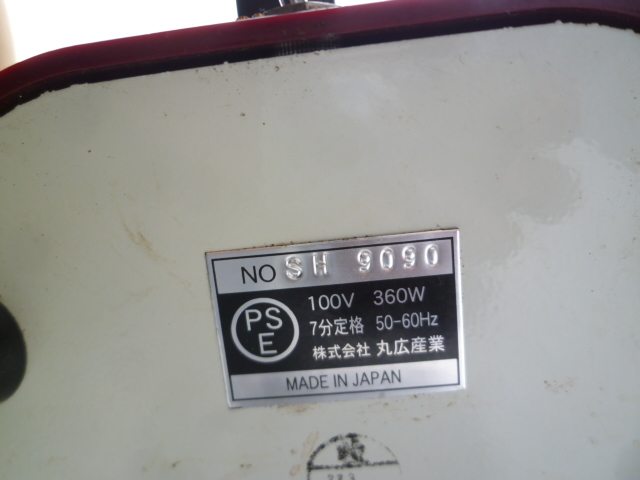 NO SH 9090
PSE
100V 360W
7分定格 50-60Hz
株式会社 丸広産業
MADE IN JAPAN